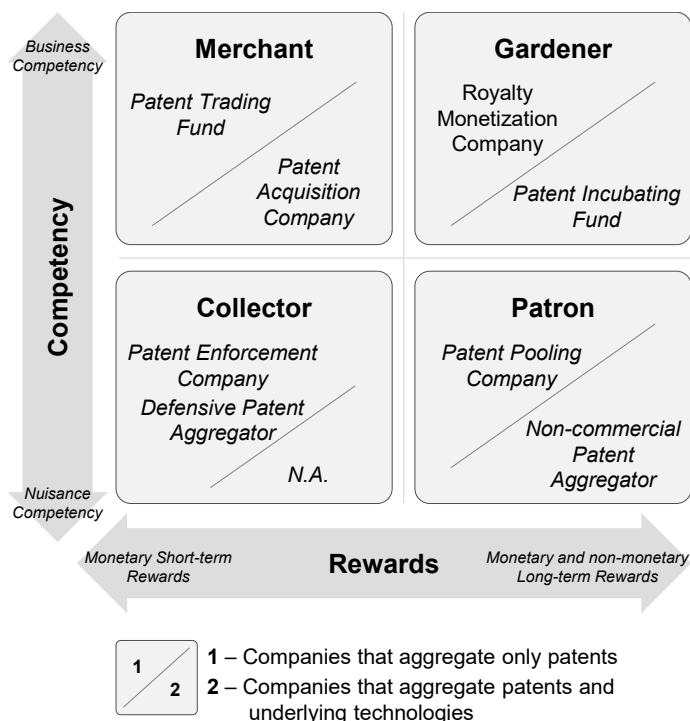 Business
Competency
Merchant
Patent Trading
Fund
Patent
Acquisition
Company
Gardener
Royalty
Monetization
Company
Patent Incubating
Fund
Competency
Collector
Patent Enforcement
Company
Defensive Patent
Aggregator
N.A.
Patron
Patent Pooling
Company
Non-commercial
Patent
Aggregator
Nuisance
Competency
Monetary Short-term
Rewards
Rewards
Monetary and non-monetary
Long-term Rewards
1
2
1 – Companies that aggregate only patents
2 – Companies that aggregate patents and
underlying technologies